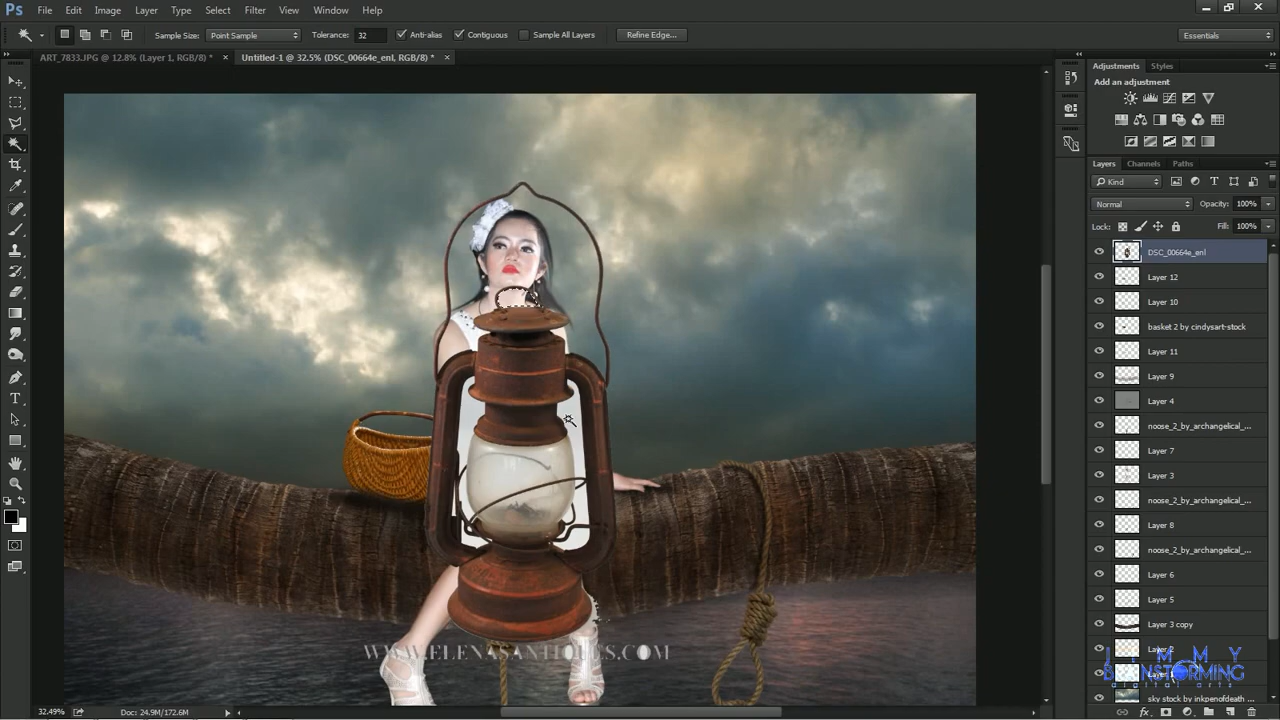 Ps File Edit Image Layer Type Select Filter View Window Help
Sample Size: Point Sample Tolerance: 32 Anti-alias Contiguous Sample All Layers Refine Edge... Essentials
ART_7833.JPG @ 12.8% (Layer 1, RGB/8) * × Untitled-1 @ 32.5% (DSC_00664e_enl, RGB/8) * ×
Adjustments Styles
Add an adjustment
Layers Channels Paths
Kind
Normal Opacity: 100%
Lock: Fill: 100%
DSC_00664e_enl
Layer 12
Layer 10
basket 2 by cindysart-stock
Layer 11
Layer 9
Layer 4
noose_2_by_archangelical_...
Layer 7
Layer 3
noose_2_by_archangelical_...
Layer 8
noose_2_by_archangelical_...
Layer 6
Layer 5
Layer 3 copy
WWW.ELENASANTIQUES.COM
JIMMY
BRAINSTORMING
digital artz
sky stock by inkpenofdeath ...
32.49% Doc: 24.9M/172.6M